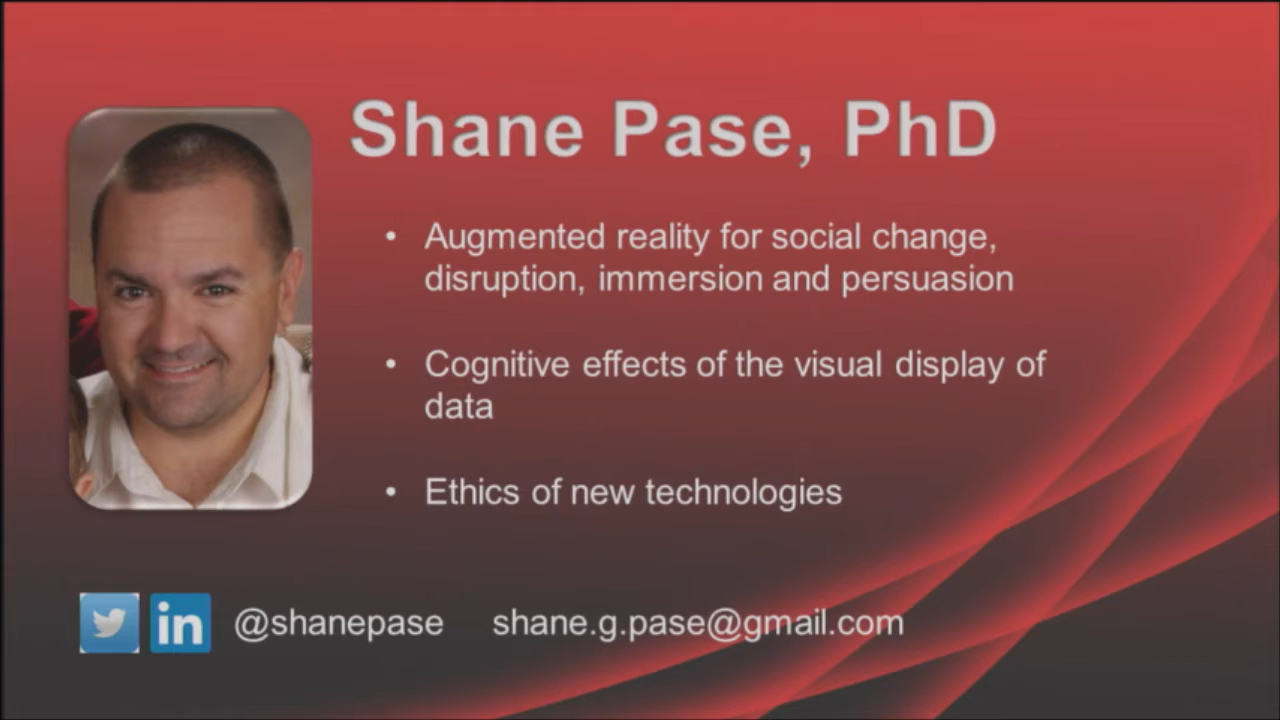 Shane Pase, PhD
• Augmented reality for social change,
disruption, immersion and persuasion
• Cognitive effects of the visual display of
data
• Ethics of new technologies
in @shanepase shane.g.pase@gmail.com